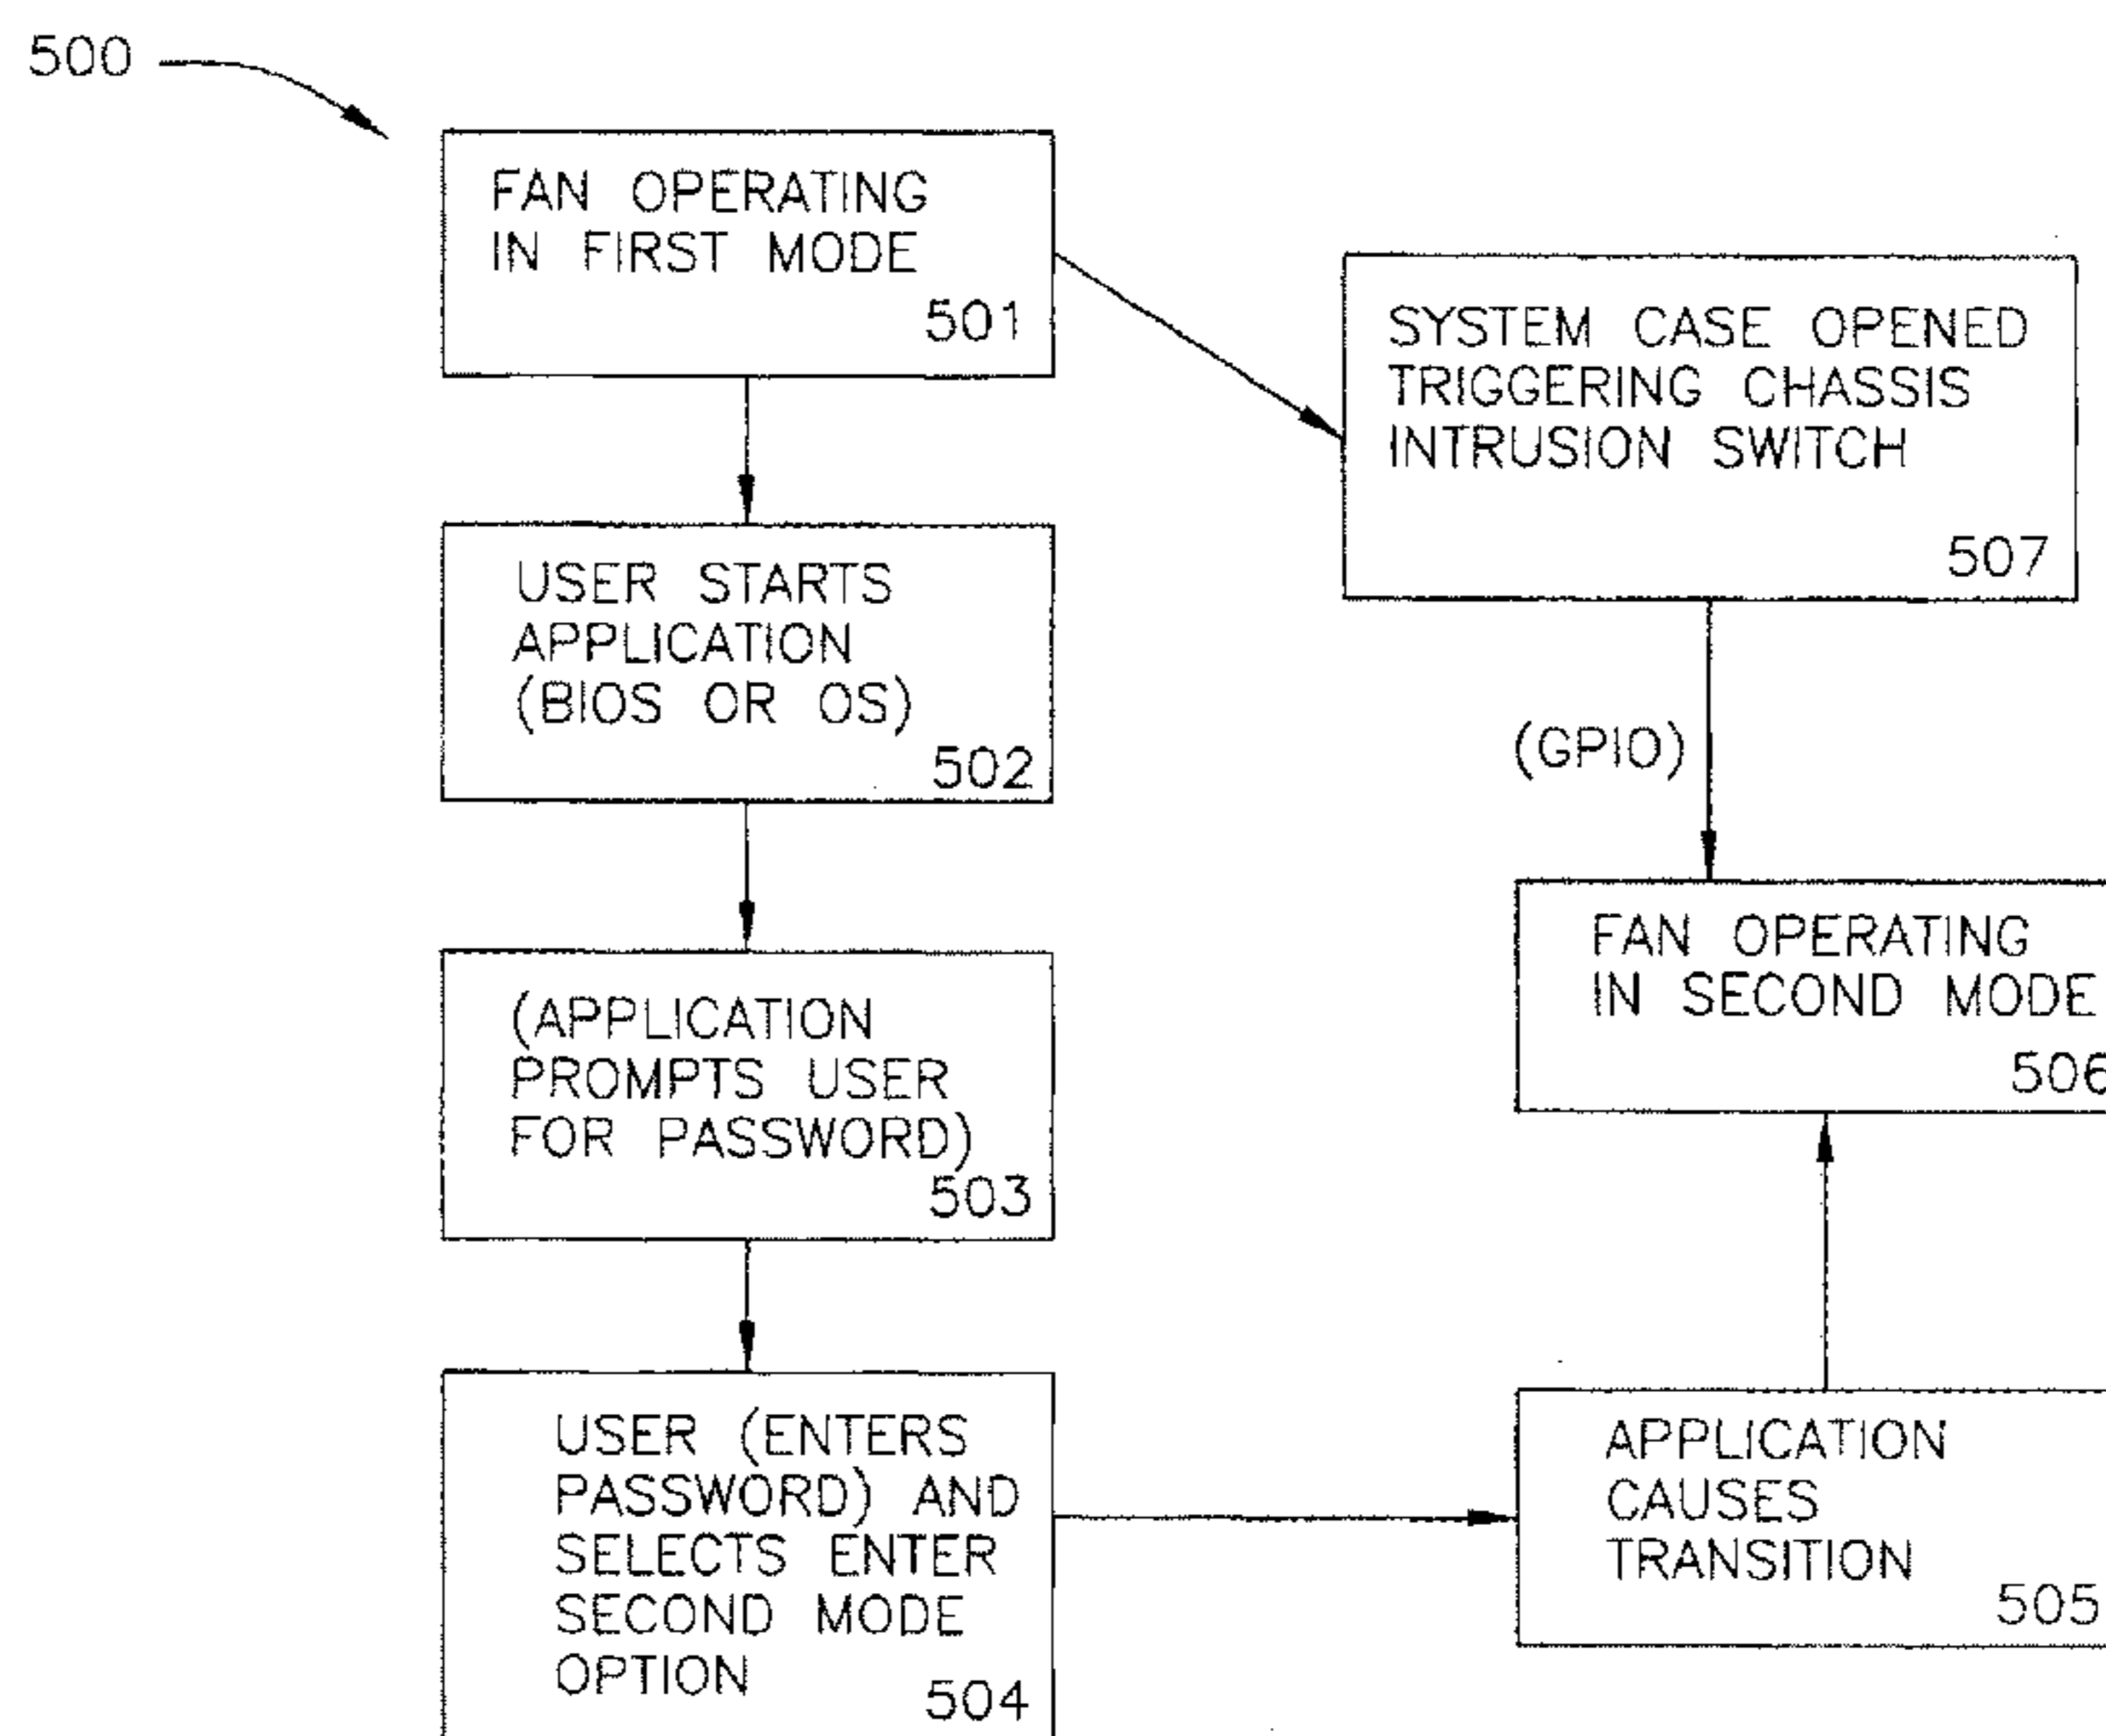 500
FAN OPERATING
IN FIRST MODE
501
SYSTEM CASE OPENED
TRIGGERING CHASSIS
INTRUSION SWITCH
507
USER STARTS
APPLICATION
(BIOS OR OS)
502
(GPIO)
FAN OPERATING
IN SECOND MODE
506
(APPLICATION
PROMPTS USER
FOR PASSWORD)
503
USER (ENTERS
PASSWORD) AND
SELECTS ENTER
SECOND MODE
OPTION
504
APPLICATION
CAUSES
TRANSITION
505